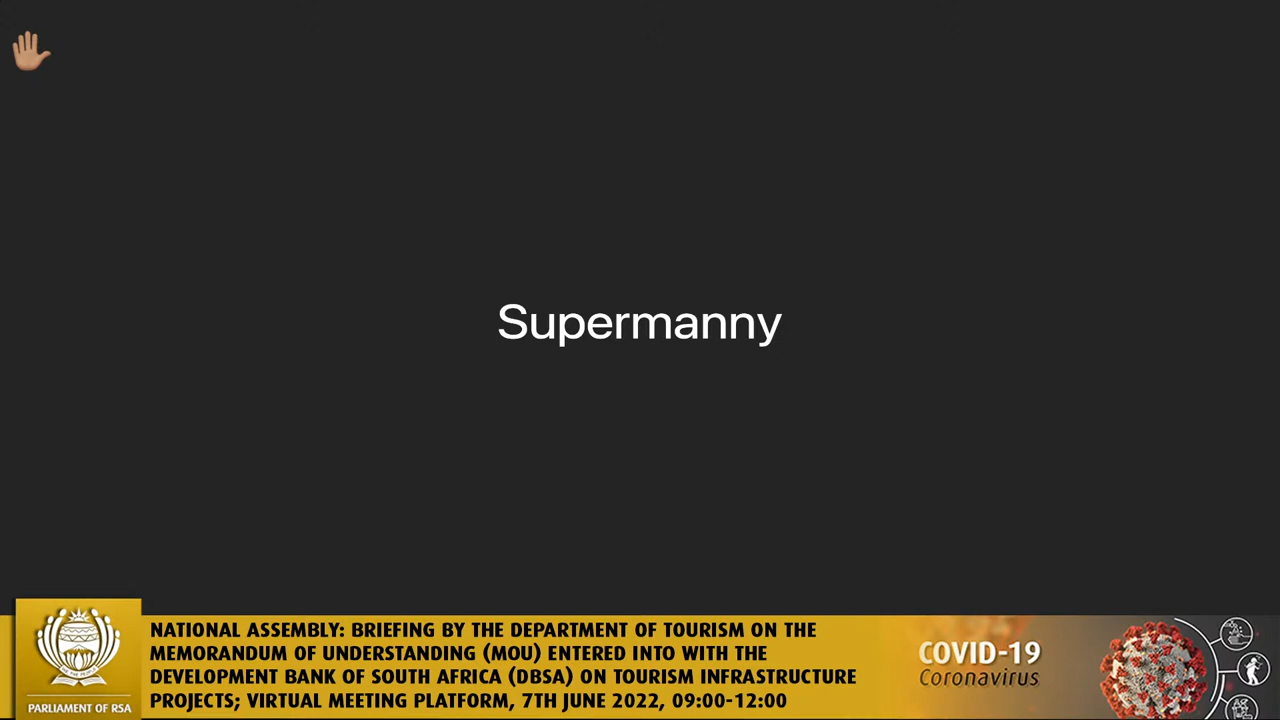 Supermanny
NATIONAL ASSEMBLY: BRIEFING BY THE DEPARTMENT OF TOURISM ON THE
MEMORANDUM OF UNDERSTANDING (MOU) ENTERED INTO WITH THE
DEVELOPMENT BANK OF SOUTH AFRICA (DBSA) ON TOURISM INFRASTRUCTURE
PROJECTS; VIRTUAL MEETING PLATFORM, 7TH JUNE 2022, 09:00-12:00
PARLIAMENT OF RSA
COVID-19
Coronavirus